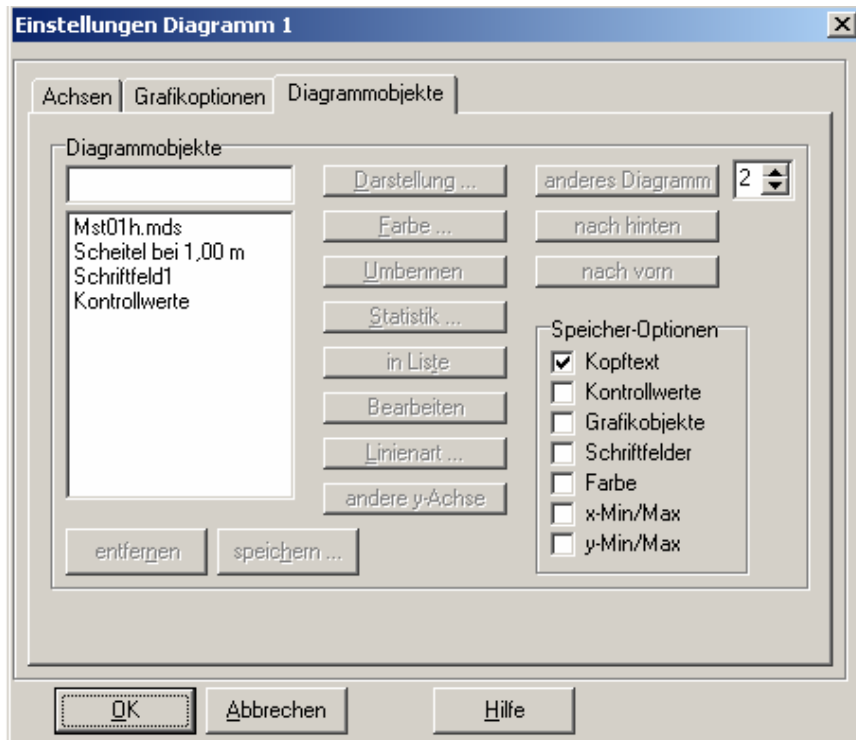 Einstellungen Diagramm 1
Achsen
Grafikoptionen
Diagrammobjekte
Diagrammobjekte
Mst01h.mds
Scheitel bei 1,00 m
Schriftfeld1
Kontrollwerte
entfernen
speichern ...
Darstellung ...
Farbe ...
Umbennen
Statistik ...
in Liste
Bearbeiten
Linienart ...
andere y-Achse
anderes Diagramm
2
nach hinten
nach vorn
Speicher-Optionen
Kopftext
Kontrollwerte
Grafikobjekte
Schriftfelder
Farbe
x-Min/Max
y-Min/Max
OK
Abbrechen
Hilfe